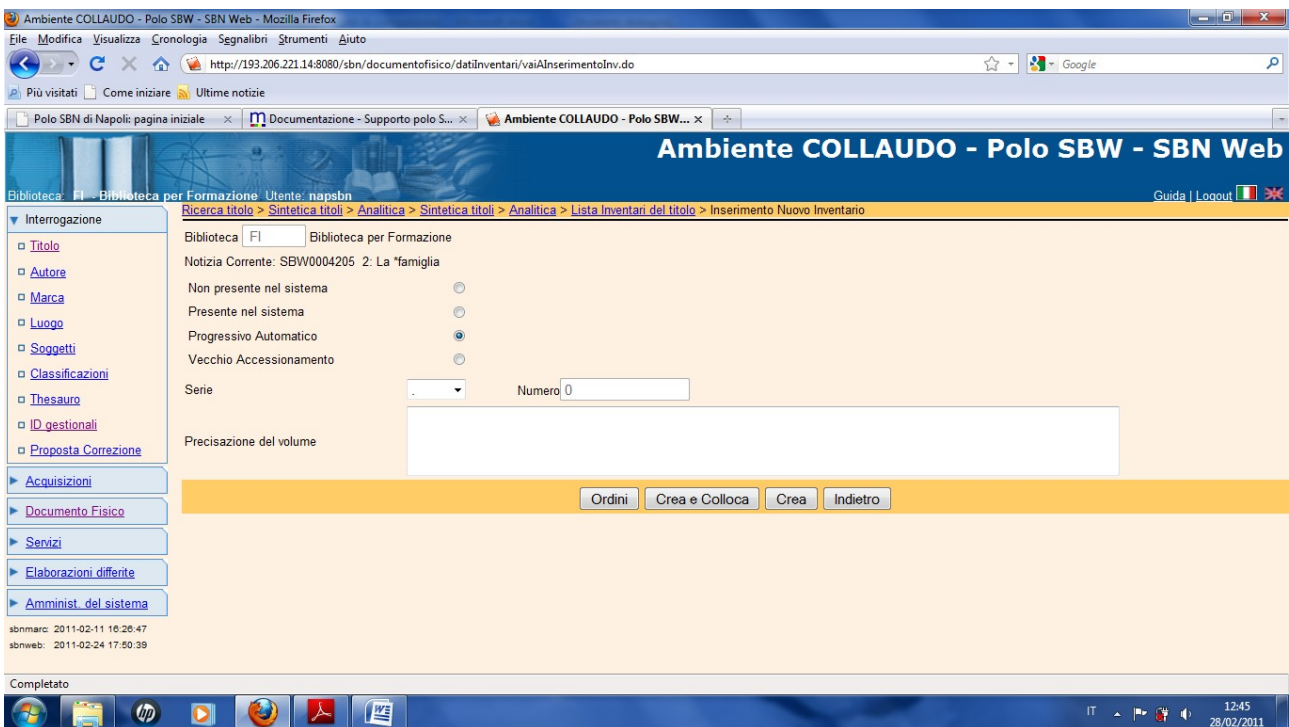 Ambiente COLLAUDO - Polo SBW - SBN Web - Mozilla Firefox
File Modifica Visualizza Cronologia Segnalibri Strumenti Aiuto
http://193.206.221.14:8080/sbn/documentofisico/datiInventari/vaiAInserimentoInv.do
Google
Più visitati Come iniziare Ultime notizie
Polo SBN di Napoli: pagina iniziale
Documentazione - Supporto polo S...
Ambiente COLLAUDO - Polo SBW...
Ambiente COLLAUDO - Polo SBW - SBN Web
Biblioteca: FI - Biblioteca per Formazione Utente: napsbn
Guida | Logout
Ricerca titolo > Sintetica titoli > Analitica > Sintetica titoli > Analitica > Lista Inventari del titolo > Inserimento Nuovo Inventario
Interrogazione
Titolo
Autore
Marca
Luogo
Soggetti
Classificazioni
Thesauro
ID gestionali
Proposta Correzione
Acquisizioni
Documento Fisico
Servizi
Elaborazioni differite
Amminist. del sistema
sbnmarc: 2011-02-11 16:26:47
sbnweb: 2011-02-24 17:50:39
Biblioteca FI Biblioteca per Formazione
Notizia Corrente: SBW0004205 2: La *famiglia
Non presente nel sistema
Presente nel sistema
Progressivo Automatico
Vecchio Accessionamento
Serie . Numero 0
Precisazione del volume
Ordini Crea e Colloca Crea Indietro
Completato
hp
W
IT
12:45
28/02/2011